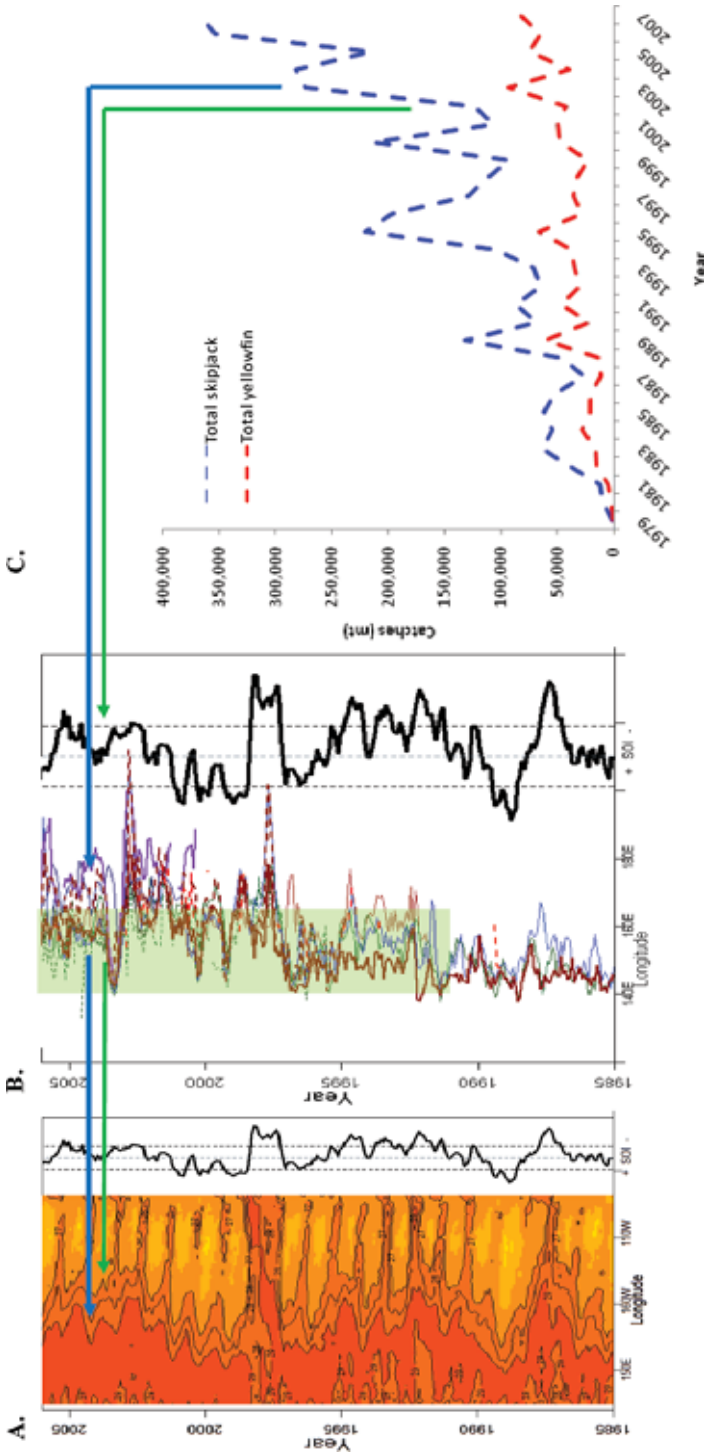 A.
Year
2005
2000
1995
1990
1985
150E
160W
110W
Longitude
+ SOI -
B.
Year
2005
2000
1995
1990
1985
140E
160E
180E
Longitude
+ SOI -
C.
400,000
350,000
300,000
250,000
200,000
150,000
100,000
50,000
0
Catches (mt)
Total skipjack
Total yellowfin
1979
1981
1983
1985
1987
1989
1991
1993
1995
1997
1999
2001
2003
2005
2007
Year